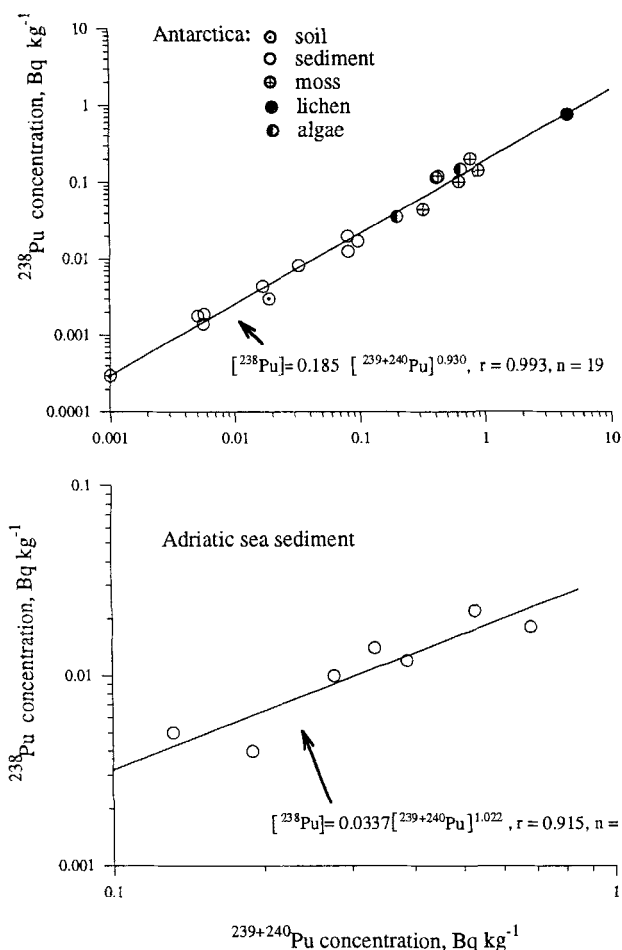 10
Antarctica: ⊙ soil
○ sediment
1
⊕ moss
● lichen
◐ algae
0.1
0.01
0.001
0.0001
²³⁸Pu concentration, Bq kg⁻¹
[²³⁸Pu]= 0.185 [²³⁹⁺²⁴⁰Pu]⁰·⁹³⁰, r = 0.993, n = 19
0.001 0.01 0.1 1 10
0.1
Adriatic sea sediment
0.01
0.001
²³⁸Pu concentration, Bq kg⁻¹
[²³⁸Pu]= 0.0337[²³⁹⁺²⁴⁰Pu]¹·⁰²² , r = 0.915, n =
0.1 1
²³⁹⁺²⁴⁰Pu concentration, Bq kg⁻¹